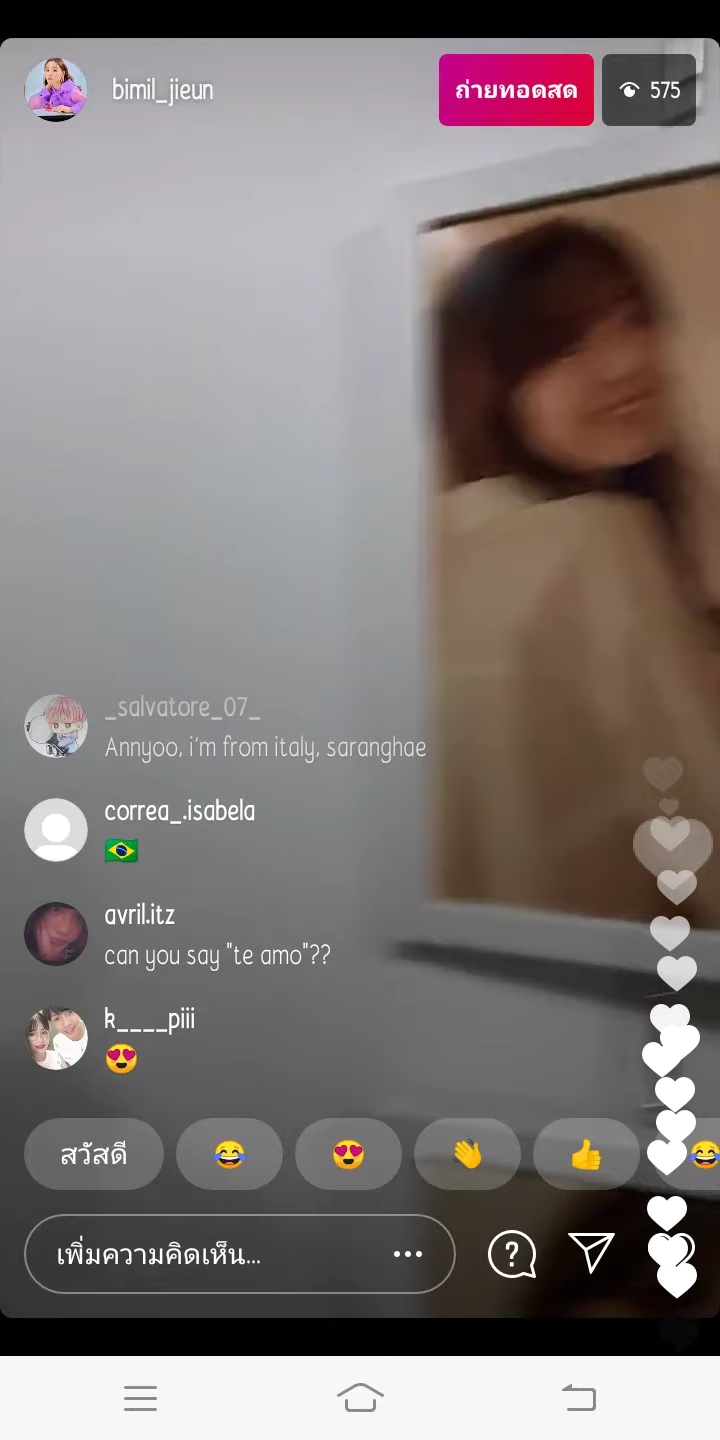 bimil_jieun
ถ่ายทอดสด
575
_salvatore_07_
Annyoo, i'm from italy, saranghae
correa_.isabela
🇧🇷
avril.itz
can you say "te amo"??
k____piii
😍
สวัสดี 😂 😍 👏 👍 😂
เพิ่มความคิดเห็น...